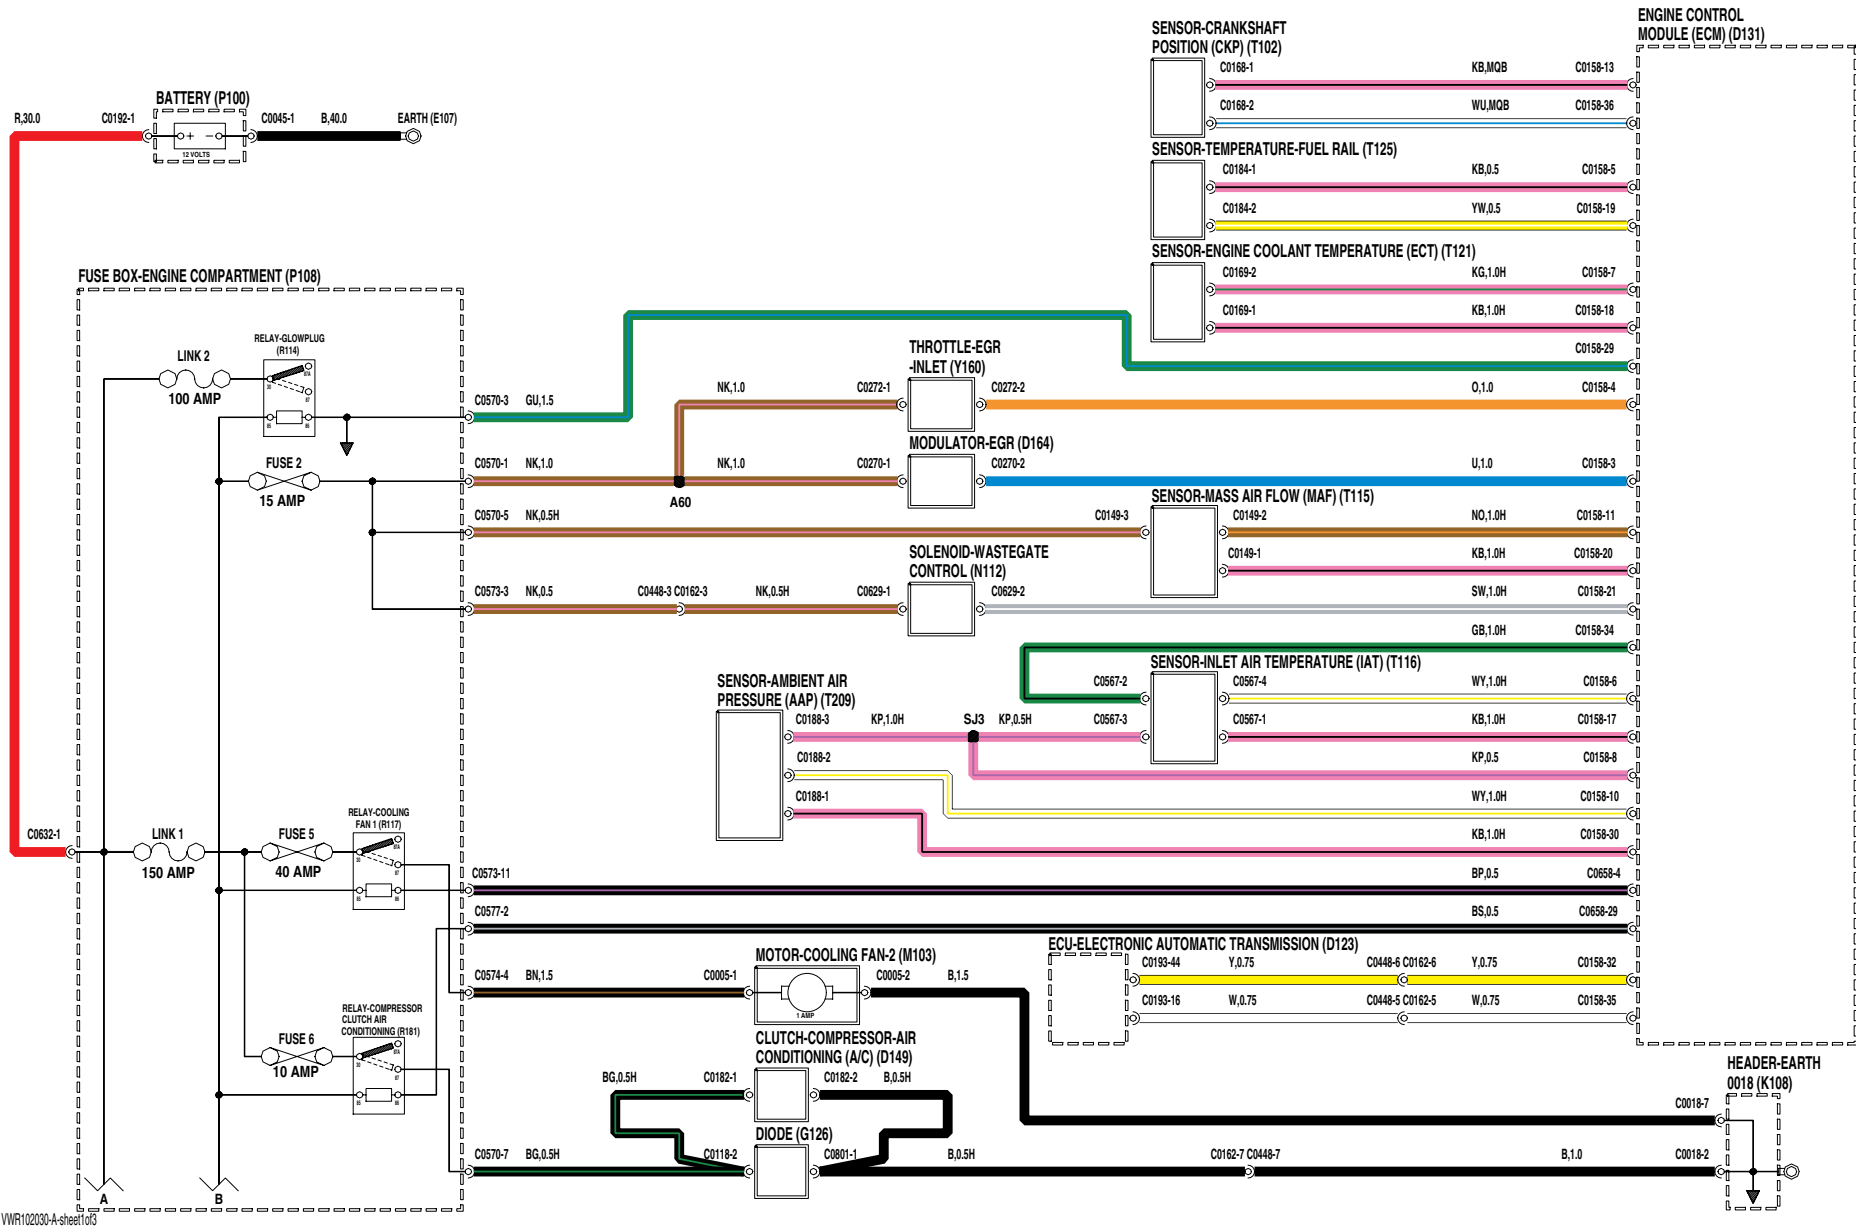 SENSOR-CRANKSHAFT
POSITION (CKP) (T102)
ENGINE CONTROL
MODULE (ECM) (D131)
C0168-1 KB,MQB C0158-13
C0168-2 WU,MQB C0158-36
BATTERY (P100)
R,30.0 C0192-1 C0045-1 B,40.0 EARTH (E107)
+ −
12 VOLTS
SENSOR-TEMPERATURE-FUEL RAIL (T125)
C0184-1 KB,0.5 C0158-5
C0184-2 YW,0.5 C0158-19
SENSOR-ENGINE COOLANT TEMPERATURE (ECT) (T121)
C0169-2 KG,1.0H C0158-7
C0169-1 KB,1.0H C0158-18
FUSE BOX-ENGINE COMPARTMENT (P108)
RELAY-GLOWPLUG
(R114)
LINK 2
100 AMP
30 87A
87
85 86
C0570-3 GU,1.5 C0158-29
THROTTLE-EGR
-INLET (Y160)
NK,1.0 C0272-1 C0272-2 O,1.0 C0158-4
MODULATOR-EGR (D164)
FUSE 2
15 AMP
C0570-1 NK,1.0 NK,1.0 C0270-1 C0270-2 U,1.0 C0158-3
A60
SENSOR-MASS AIR FLOW (MAF) (T115)
C0570-5 NK,0.5H C0149-3 C0149-2 NO,1.0H C0158-11
C0149-1 KB,1.0H C0158-20
SOLENOID-WASTEGATE
CONTROL (N112)
C0573-3 NK,0.5 C0448-3 C0162-3 NK,0.5H C0629-1 C0629-2 SW,1.0H C0158-21
GB,1.0H C0158-34
SENSOR-INLET AIR TEMPERATURE (IAT) (T116)
C0567-2 C0567-4 WY,1.0H C0158-6
SENSOR-AMBIENT AIR
PRESSURE (AAP) (T209)
C0188-3 KP,1.0H SJ3 KP,0.5H C0567-3 C0567-1 KB,1.0H C0158-17
C0188-2 KP,0.5 C0158-8
C0188-1 WY,1.0H C0158-10
KB,1.0H C0158-30
C0632-1
LINK 1
150 AMP
FUSE 5
40 AMP
RELAY-COOLING
FAN 1 (R117)
30 87A
87
85 86
C0573-11 BP,0.5 C0658-4
C0577-2 BS,0.5 C0658-29
ECU-ELECTRONIC AUTOMATIC TRANSMISSION (D123)
C0193-44 Y,0.75 C0448-6 C0162-6 Y,0.75 C0158-32
C0193-16 W,0.75 C0448-5 C0162-5 W,0.75 C0158-35
MOTOR-COOLING FAN-2 (M103)
C0574-4 BN,1.5 C0005-1 C0005-2 B,1.5
1 AMP
RELAY-COMPRESSOR
CLUTCH AIR
CONDITIONING (R181)
FUSE 6
10 AMP
30 87A
87
85 86
CLUTCH-COMPRESSOR-AIR
CONDITIONING (A/C) (D149)
BG,0.5H C0182-1 C0182-2 B,0.5H
HEADER-EARTH
0018 (K108)
C0018-7
DIODE (G126)
C0570-7 BG,0.5H C0118-2 C0801-1 B,0.5H C0162-7 C0448-7 B,1.0 C0018-2
A B
VWR102030-A-sheet1of3